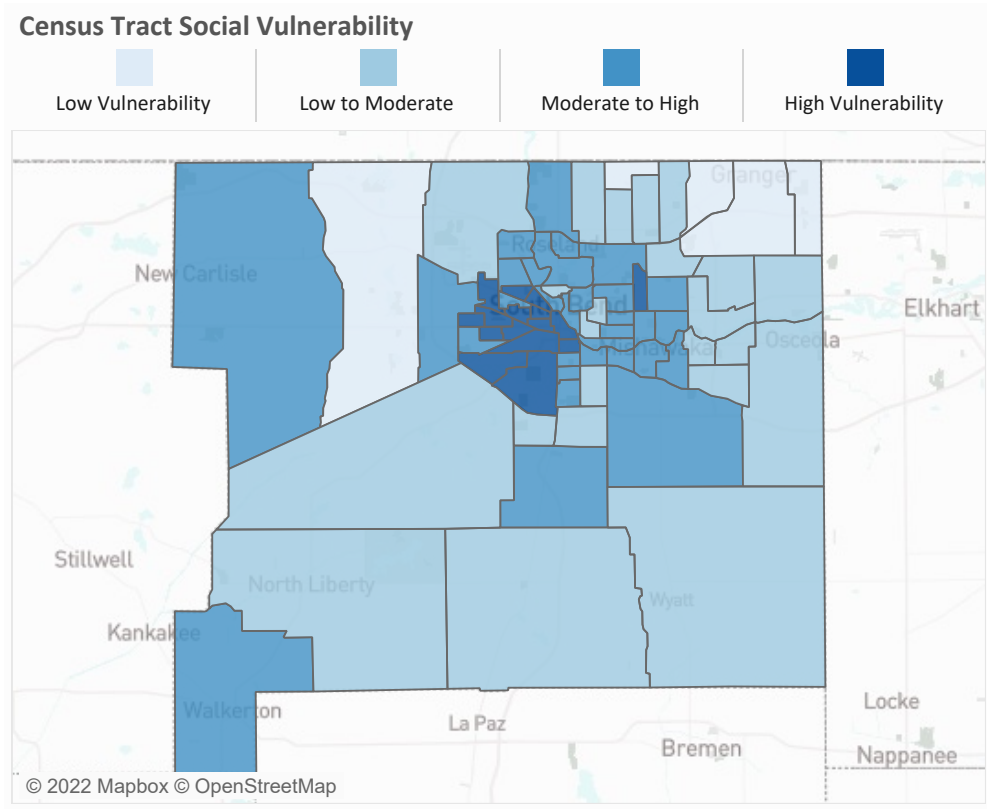 Census Tract Social Vulnerability
Low Vulnerability
Low to Moderate
Moderate to High
High Vulnerability
Granger
Roseland
New Carlisle
South Bend
Elkhart
Mishawaka
Osceola
Stillwell
North Liberty
Wyatt
Kankakee
Walkerton
Locke
La Paz
Bremen
Nappanee
© 2022 Mapbox © OpenStreetMap